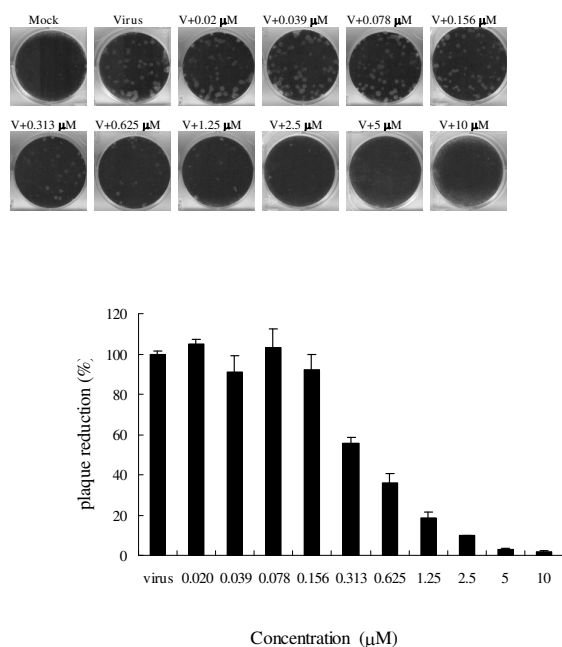 Mock Virus V+0.02 μM V+0.039 μM V+0.078 μM V+0.156 μM
V+0.313 μM V+0.625 μM V+1.25 μM V+2.5 μM V+5 μM V+10 μM
120
100
80
60
40
20
0
plaque reduction (%)
virus 0.020 0.039 0.078 0.156 0.313 0.625 1.25 2.5 5 10
Concentration (μM)